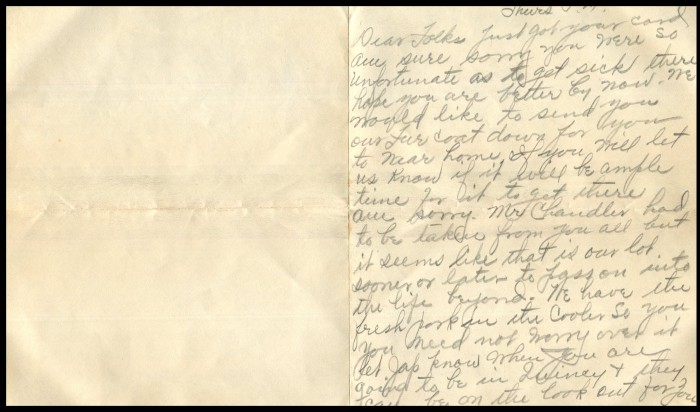 Thurs P.M.
Dear Folks Just got your card
am sure sorry you were so
unfortunate as to get sick there
hope you are better by now. We
would like to send you
our Fur Coat down for you
to wear home, If you will let
us know if it will be ample
time for it to get there
am sorry Mr Chandler had
to be taken from you all but
it seems like that is our lot
sooner or later to pass on into
the life beyond. We have the
fresh pork in the Cooler So you
you need not worry over it
let Jap know when you are
going to be in Quincy & they
can be on the look out for you